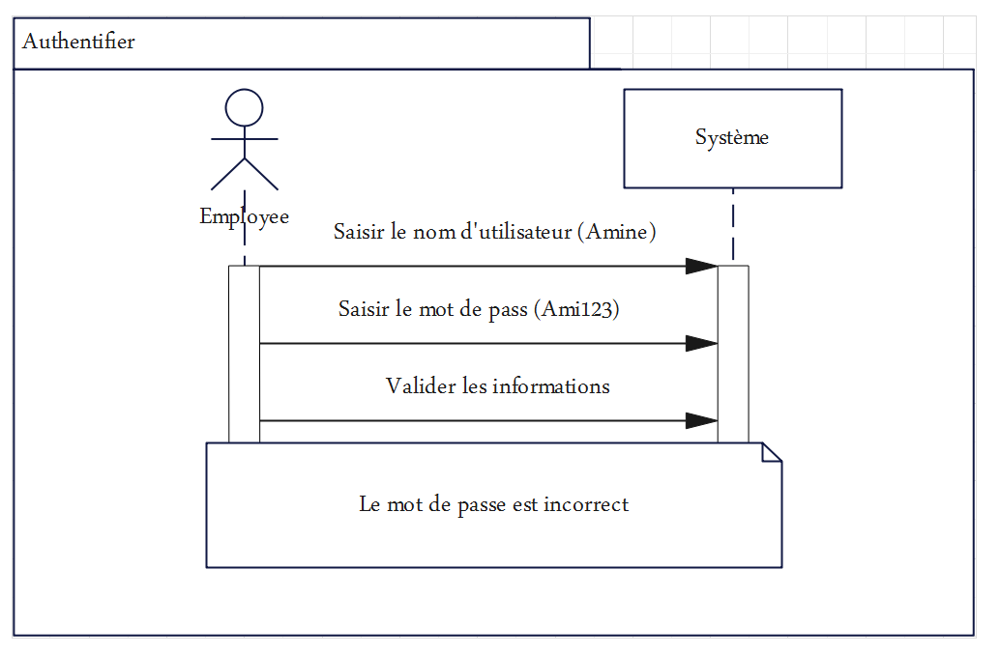 Authentifier
Système
Employee
Saisir le nom d'utilisateur (Amine)
Saisir le mot de pass (Ami123)
Valider les informations
Le mot de passe est incorrect